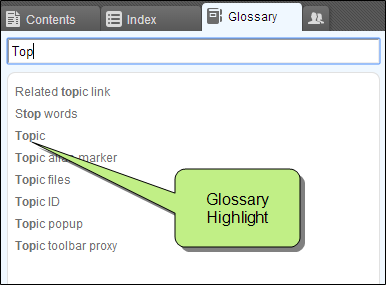 Contents
Index
Glossary
Top
Related topic link
Stop words
Topic
Topic alias marker
Topic files
Topic ID
Topic popup
Topic toolbar proxy
Glossary
Highlight